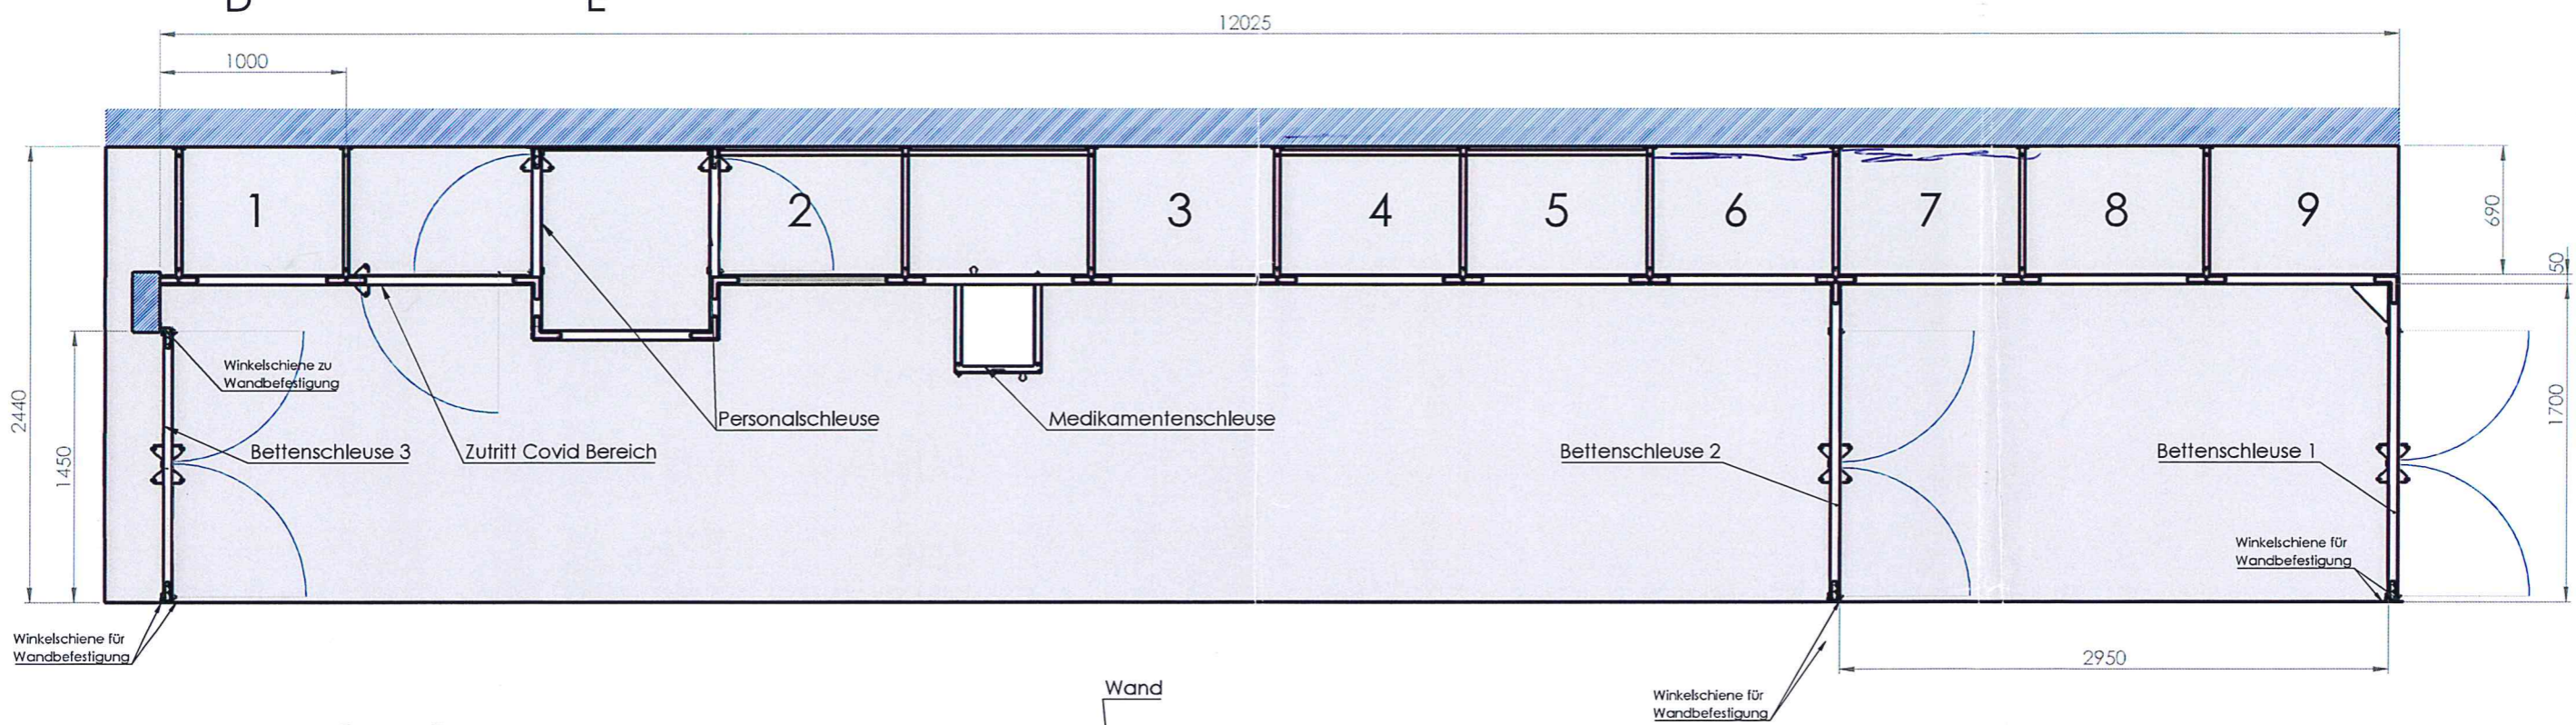 12025
1000
1
2
3
4
5
6
7
8
9
690
50
2440
1450
1700
Winkelschiene zu
Wandbefestigung
Personalschleuse
Medikamentenschleuse
Bettenschleuse 3
Zutritt Covid Bereich
Bettenschleuse 2
Bettenschleuse 1
Winkelschiene für
Wandbefestigung
Winkelschiene für
Wandbefestigung
2950
Wand
Winkelschiene für
Wandbefestigung